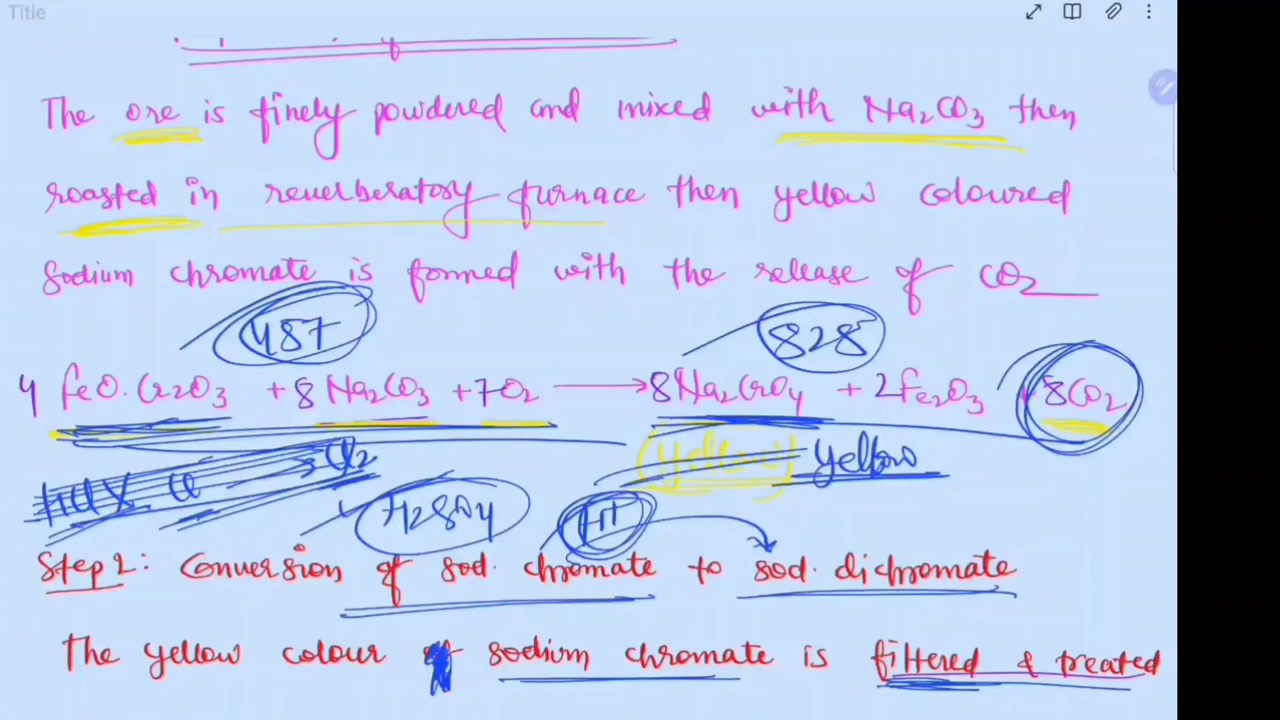 Title
The ore is finely powdered and mixed with Na2CO3 then
roasted in reverberatory furnace then yellow coloured
Sodium chromate is formed with the release of CO2
487 828
4 FeO.Cr2O3 + 8 Na2CO3 + 7O2 → 8 Na2CrO4 + 2Fe2O3 + 8CO2
(yellow) yellow
H2SO4 H+
Step 2: Conversion of sod. chromate to sod. dichromate
The yellow colour of sodium chromate is filtered & treated